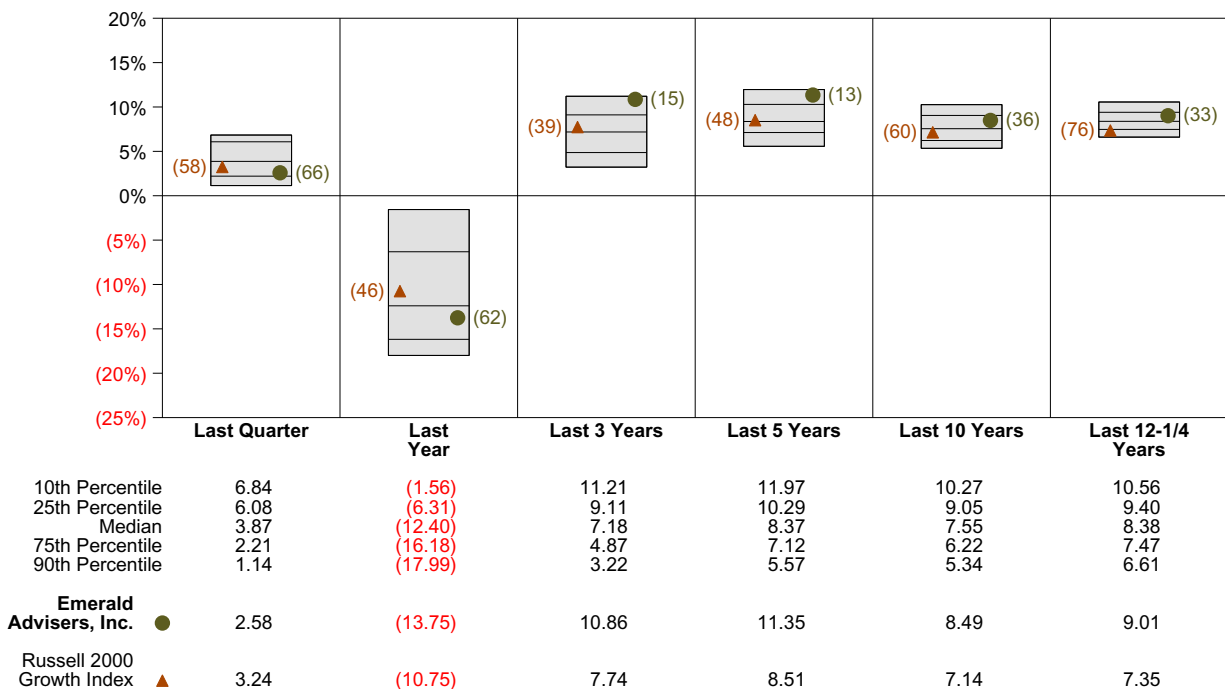 20%
15%
10%
5%
0%
(5%)
(10%)
(15%)
(20%)
(25%)
(58) (66)
(46) (62)
(39) (15)
(48) (13)
(60) (36)
(76) (33)
Last Quarter Last Year Last 3 Years Last 5 Years Last 10 Years Last 12-1/4 Years
10th Percentile 6.84 (1.56) 11.21 11.97 10.27 10.56
25th Percentile 6.08 (6.31) 9.11 10.29 9.05 9.40
Median 3.87 (12.40) 7.18 8.37 7.55 8.38
75th Percentile 2.21 (16.18) 4.87 7.12 6.22 7.47
90th Percentile 1.14 (17.99) 3.22 5.57 5.34 6.61
Emerald
Advisers, Inc. 2.58 (13.75) 10.86 11.35 8.49 9.01
Russell 2000
Growth Index 3.24 (10.75) 7.74 8.51 7.14 7.35